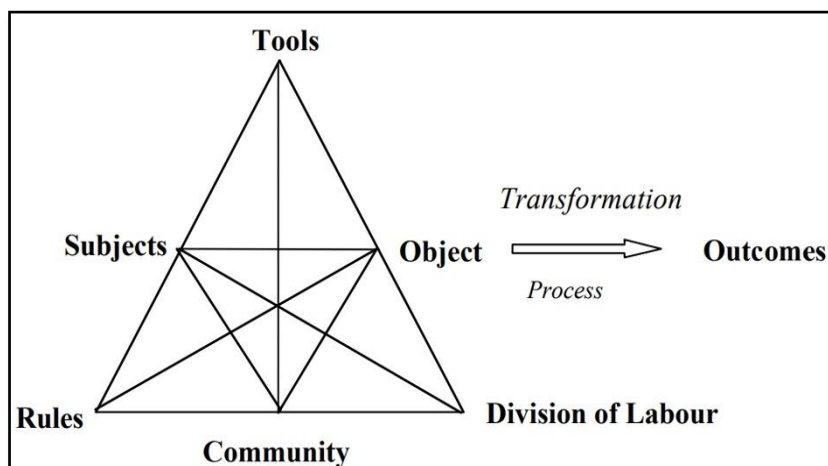 Tools
Transformation
Subjects
Object
Outcomes
Process
Rules
Division of Labour
Community